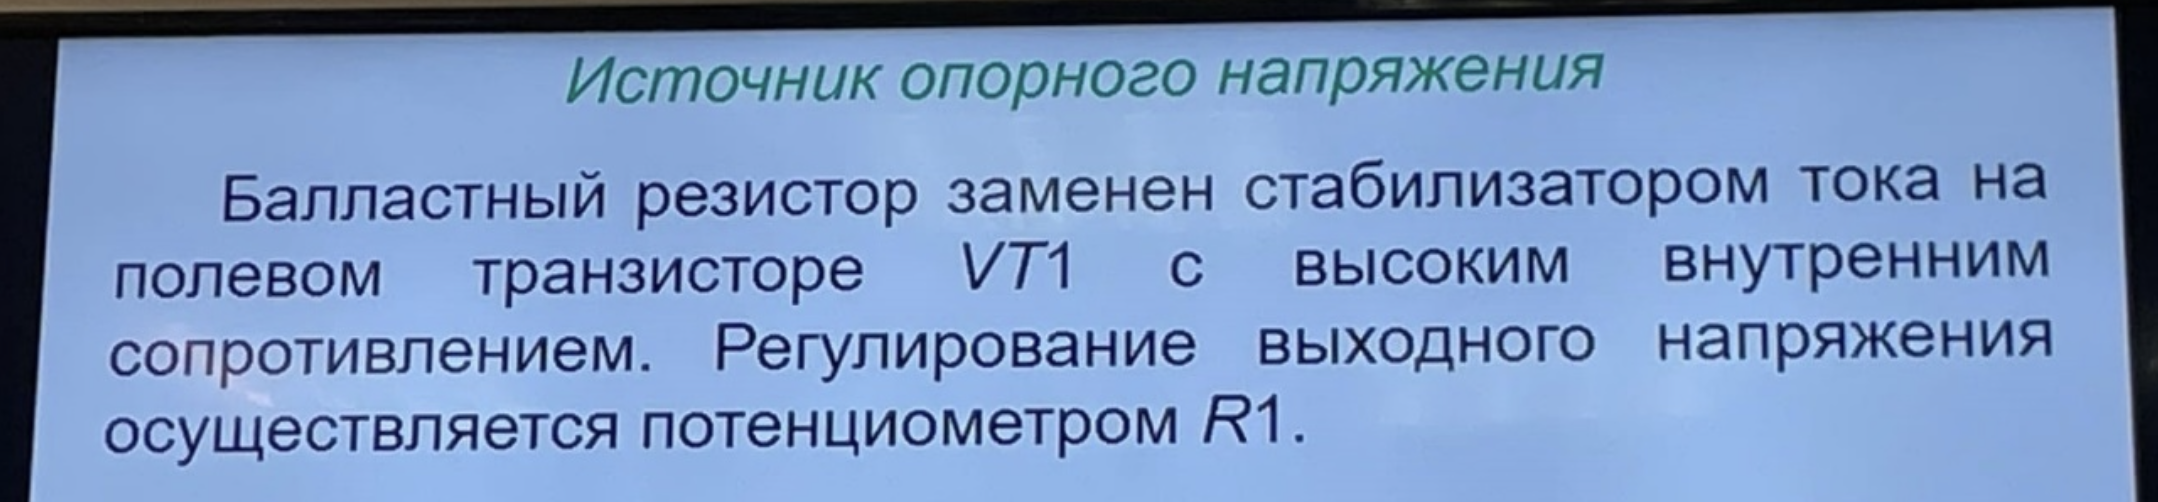 Источник опорного напряжения
Балластный резистор заменен стабилизатором тока на
полевом транзисторе VT1 с высоким внутренним
сопротивлением. Регулирование выходного напряжения
осуществляется потенциометром R1.